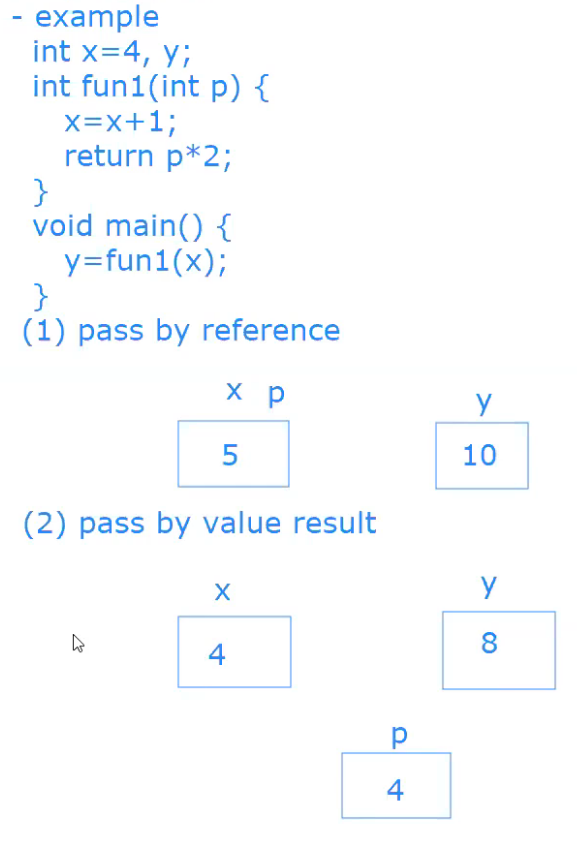 - example
int x=4, y;
int fun1(int p) {
x=x+1;
return p*2;
}
void main() {
y=fun1(x);
}
(1) pass by reference
x p
y
5
10
(2) pass by value result
x
y
4
8
p
4